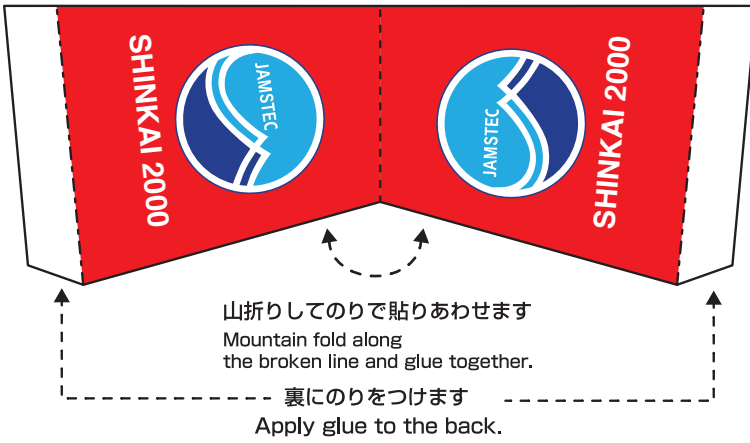 SHINKAI 2000
JAMSTEC
JAMSTEC
SHINKAI 2000
山折りしてのりで貼りあわせます
Mountain fold along
the broken line and glue together.
裏にのりをつけます
Apply glue to the back.